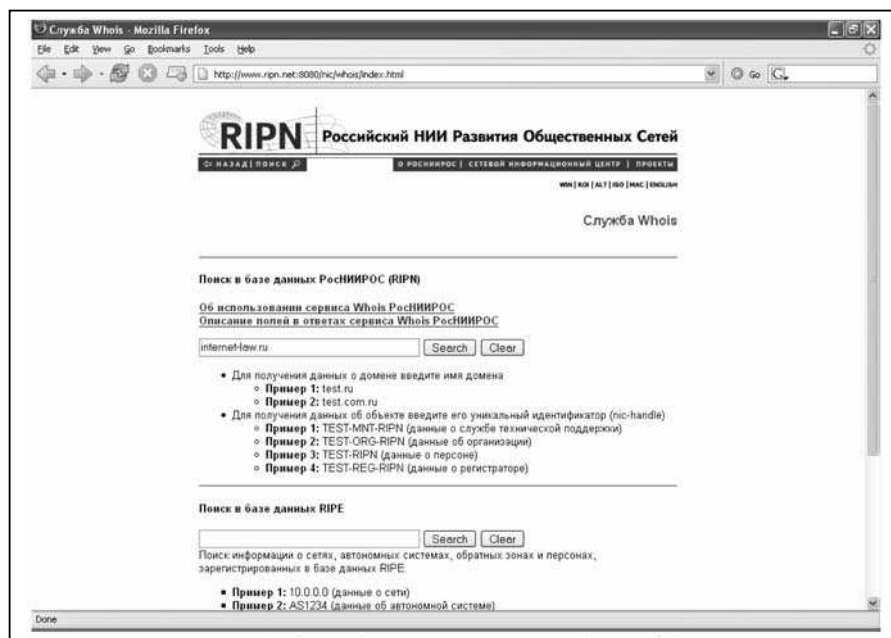 Служба Whois - Mozilla Firefox
File Edit View Go Bookmarks Tools Help
http://www.ripn.net:8080/nic/whois/index.html
Go
RIPN Российский НИИ Развития Общественных Сетей
НАЗАД | ПОИСК
О РОСНИИРОС | СЕТЕВОЙ ИНФОРМАЦИОННЫЙ ЦЕНТР | ПРОЕКТЫ
WIN | KOI | ALT | ISO | MAC | ENGLISH
Служба Whois
Поиск в базе данных РосНИИРОС (RIPN)
Об использовании сервиса Whois РосНИИРОС
Описание полей в ответах сервиса Whois РосНИИРОС
internet-law.ru Search Clear
Для получения данных о домене введите имя домена
Пример 1: test.ru
Пример 2: test.com.ru
Для получения данных об объекте введите его уникальный идентификатор (nic-handle)
Пример 1: TEST-MNT-RIPN (данные о службе технической поддержки)
Пример 2: TEST-ORG-RIPN (данные об организации)
Пример 3: TEST-RIPN (данные о персоне)
Пример 4: TEST-REG-RIPN (данные о регистраторе)
Поиск в базе данных RIPE
Search Clear
Поиск информации о сетях, автономных системах, обратных зонах и персонах,
зарегистрированных в базе данных RIPE
Пример 1: 10.0.0.0 (данные о сети)
Пример 2: AS1234 (данные об автономной системе)
Done